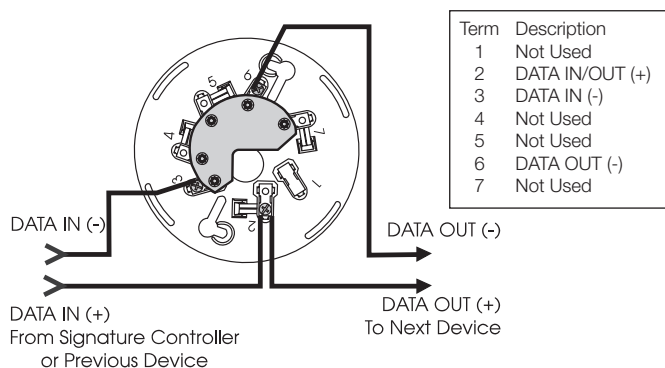 Term Description
1 Not Used
2 DATA IN/OUT (+)
3 DATA IN (-)
4 Not Used
5 Not Used
6 DATA OUT (-)
7 Not Used
6
5
7
4
3
1
2
DATA IN (-)
DATA OUT (-)
DATA IN (+)
From Signature Controller
or Previous Device
DATA OUT (+)
To Next Device